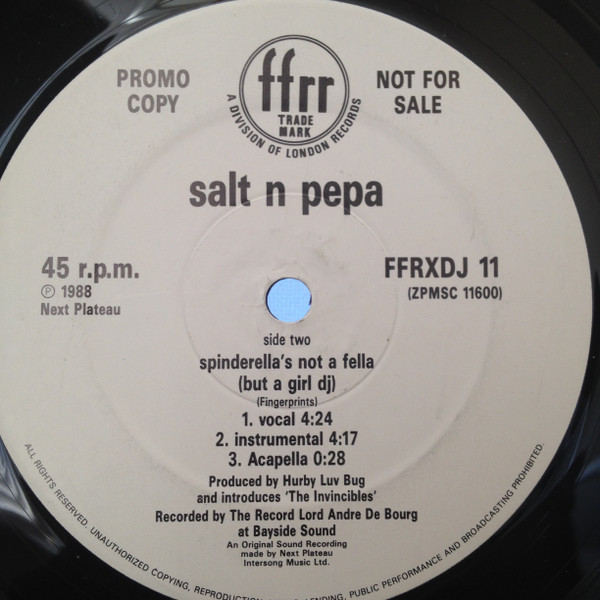 PROMO
COPY
ffrr
TRADE
MARK
A DIVISION OF LONDON RECORDS
NOT FOR
SALE
salt n pepa
45 r.p.m.
℗ 1988
Next Plateau
FFRXDJ 11
(ZPMSC 11600)
side two
spinderella's not a fella
(but a girl dj)
(Fingerprints)
1. vocal 4:24
2. instrumental 4:17
3. Acapella 0:28
Produced by Hurby Luv Bug
and introduces 'The Invincibles'
Recorded by The Record Lord Andre De Bourg
at Bayside Sound
An Original Sound Recording
made by Next Plateau
Intersong Music Ltd.
ALL RIGHTS RESERVED. UNAUTHORIZED COPYING, REPRODUCTION, LENDING, PUBLIC PERFORMANCE AND BROADCASTING PROHIBITED.